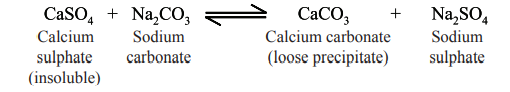 CaSO₄ + Na₂CO₃ ⇌ CaCO₃ + Na₂SO₄
Calcium Sodium Calcium carbonate Sodium
sulphate carbonate (loose precipitate) sulphate
(insoluble)